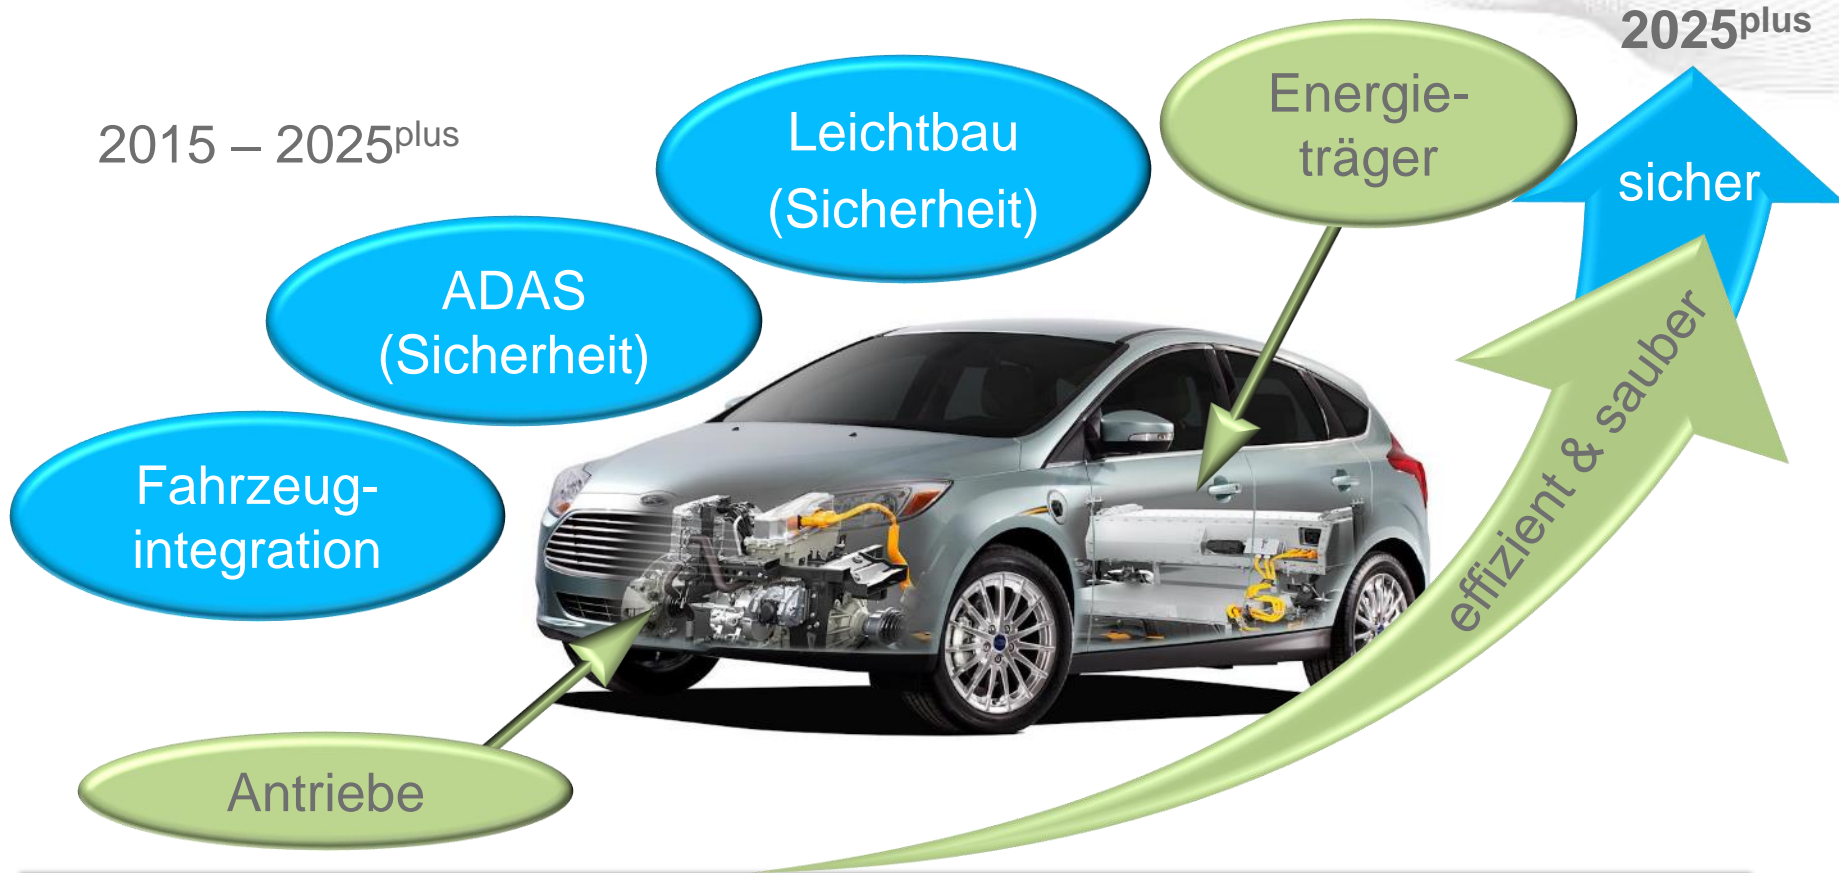 2025plus
2015 – 2025plus
Leichtbau
(Sicherheit)
Energie-
träger
sicher
ADAS
(Sicherheit)
effizient & sauber
Fahrzeug-
integration
Antriebe